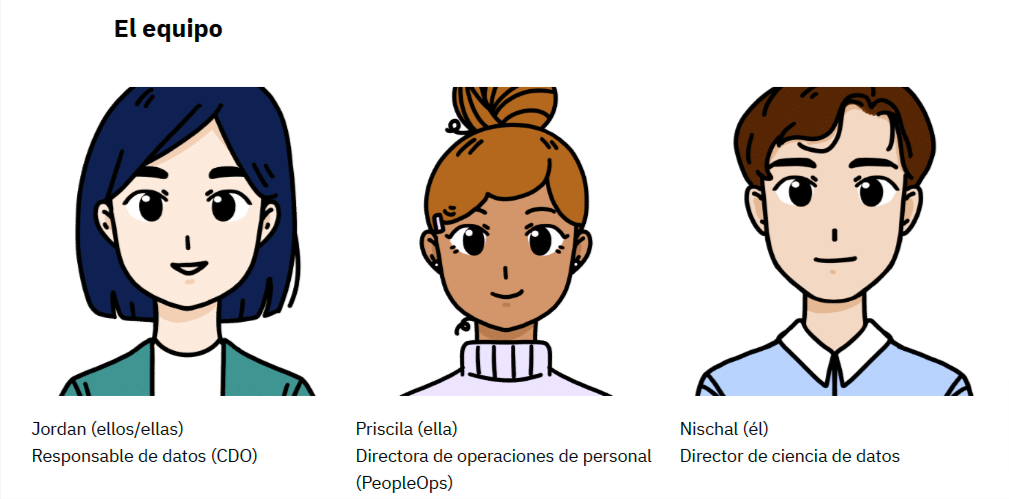 El equipo
Jordan (ellos/ellas)
Responsable de datos (CDO)
Priscila (ella)
Directora de operaciones de personal
(PeopleOps)
Nischal (él)
Director de ciencia de datos